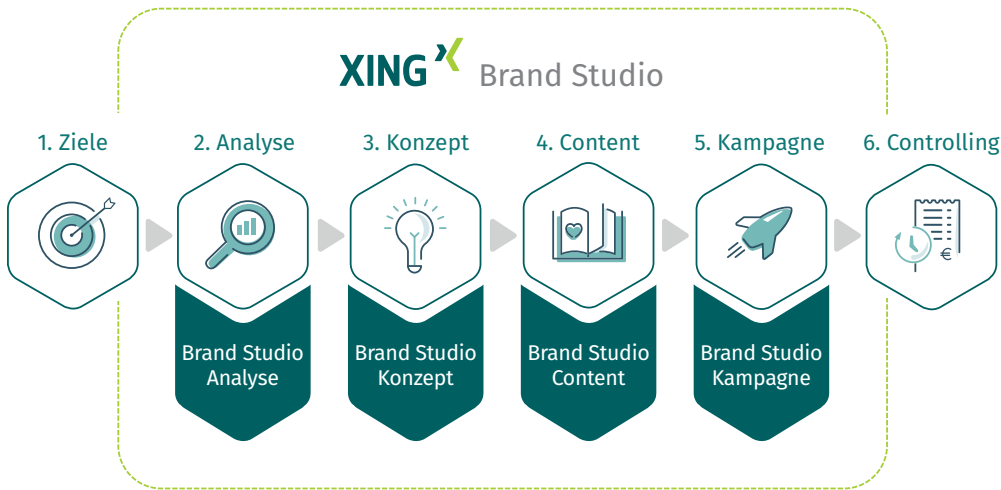 XING Brand Studio
1. Ziele
2. Analyse
3. Konzept
4. Content
5. Kampagne
6. Controlling
€
Brand Studio
Analyse
Brand Studio
Konzept
Brand Studio
Content
Brand Studio
Kampagne